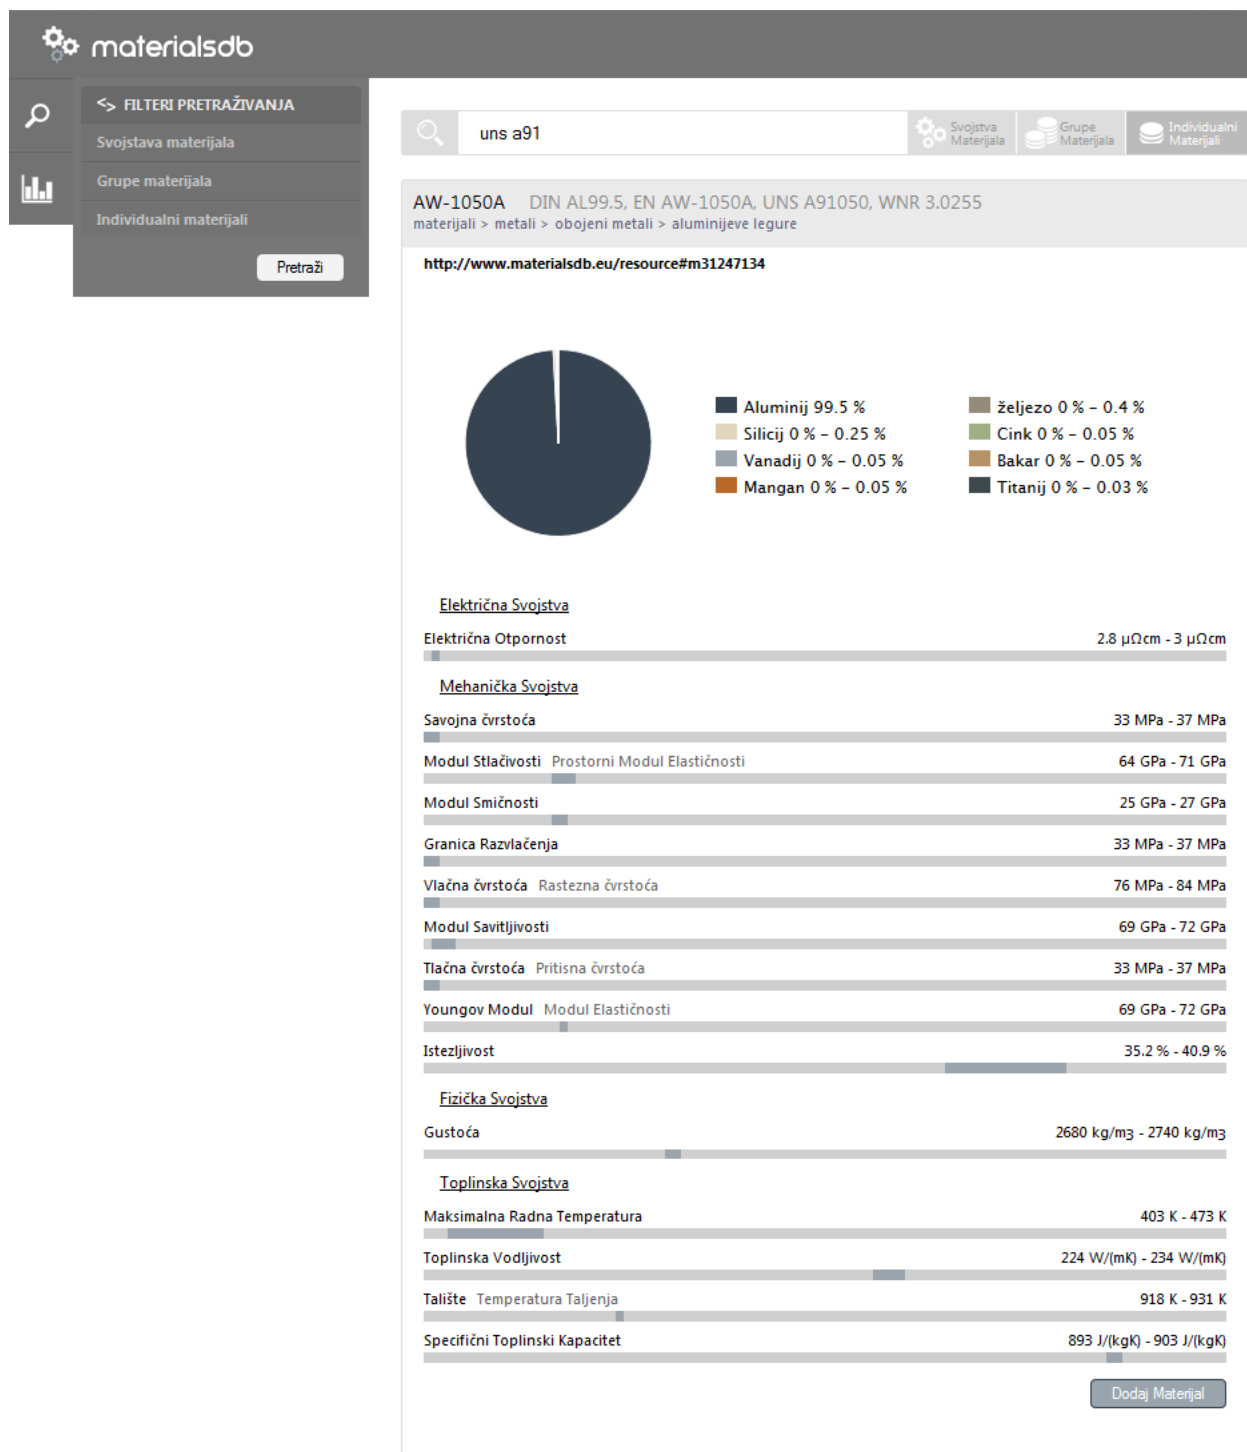 materialsdb
<> FILTERI PRETRAŽIVANJA
Svojstava materijala
Grupe materijala
Individualni materijali
Pretraži
uns a91
Svojstva Materijala
Grupe Materijala
Individualni Materijali
AW-1050A DIN AL99.5, EN AW-1050A, UNS A91050, WNR 3.0255
materijali > metali > obojeni metali > aluminijeve legure
http://www.materialsdb.eu/resource#m31247134
Aluminij 99.5 % željezo 0 % – 0.4 %
Silicij 0 % – 0.25 % Cink 0 % – 0.05 %
Vanadij 0 % – 0.05 % Bakar 0 % – 0.05 %
Mangan 0 % – 0.05 % Titanij 0 % – 0.03 %
Električna Svojstva
Električna Otpornost 2.8 µΩcm - 3 µΩcm
Mehanička Svojstva
Savojna čvrstoća 33 MPa - 37 MPa
Modul Stlačivosti Prostorni Modul Elastičnosti 64 GPa - 71 GPa
Modul Smičnosti 25 GPa - 27 GPa
Granica Razvlačenja 33 MPa - 37 MPa
Vlačna čvrstoća Rastezna čvrstoća 76 MPa - 84 MPa
Modul Savitljivosti 69 GPa - 72 GPa
Tlačna čvrstoća Pritisna čvrstoća 33 MPa - 37 MPa
Youngov Modul Modul Elastičnosti 69 GPa - 72 GPa
Istezljivost 35.2 % - 40.9 %
Fizička Svojstva
Gustoća 2680 kg/m3 - 2740 kg/m3
Toplinska Svojstva
Maksimalna Radna Temperatura 403 K - 473 K
Toplinska Vodljivost 224 W/(mK) - 234 W/(mK)
Talište Temperatura Taljenja 918 K - 931 K
Specifični Toplinski Kapacitet 893 J/(kgK) - 903 J/(kgK)
Dodaj Materijal